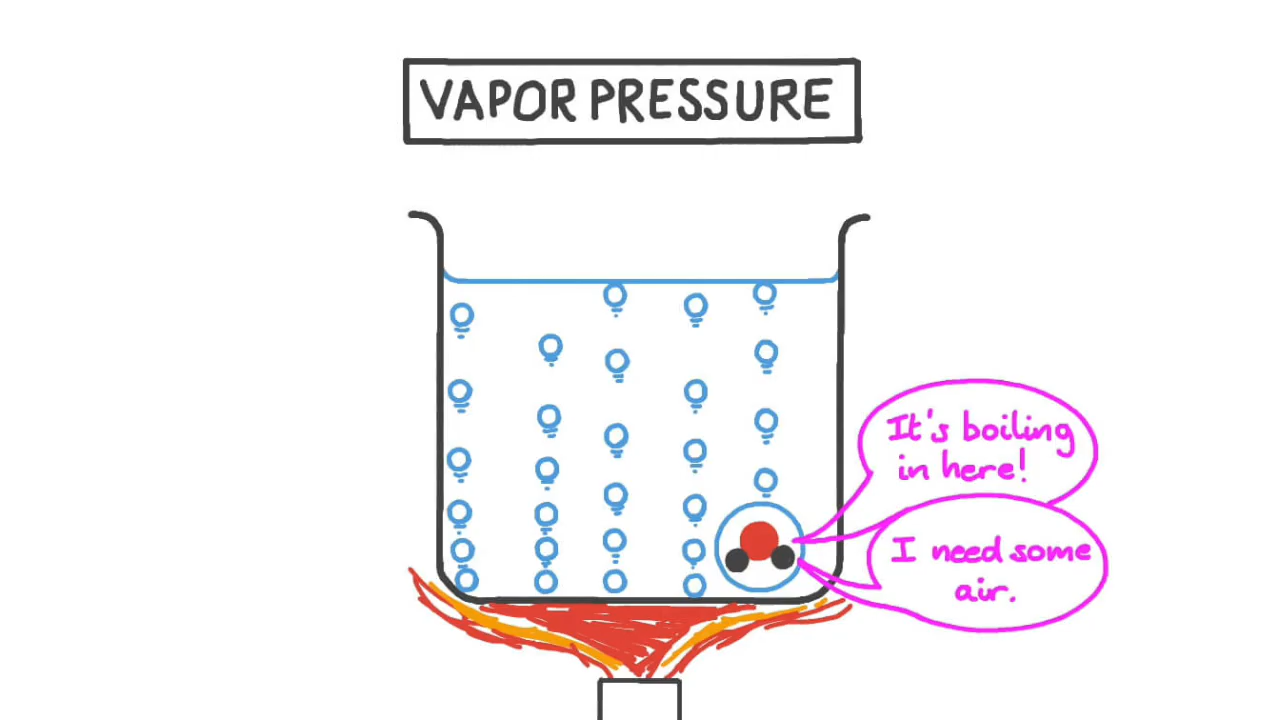 VAPOR PRESSURE
It's boiling
in here!
I need some
air.